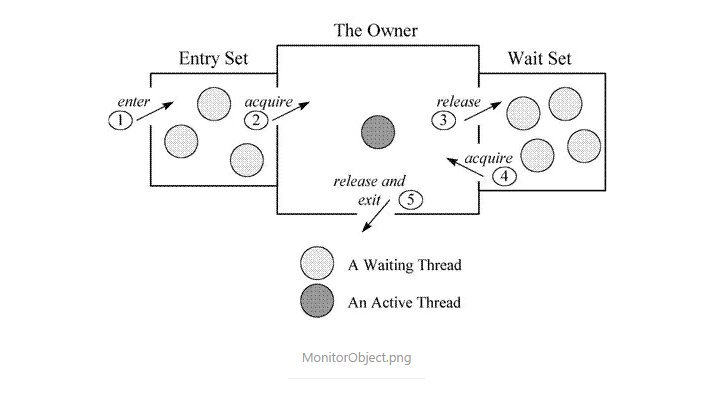 The Owner
Entry Set
Wait Set
enter
1
acquire
2
release
3
acquire
4
release and
exit
5
A Waiting Thread
An Active Thread
MonitorObject.png